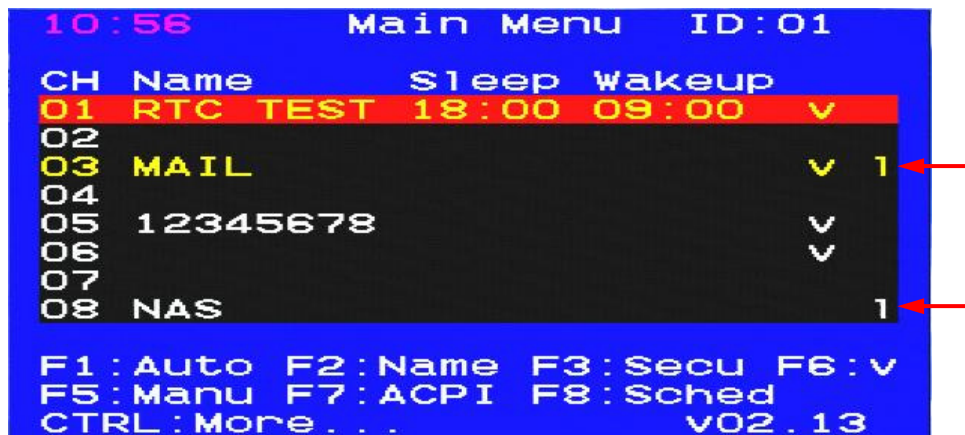 10:56 Main Menu ID:01
CH Name Sleep Wakeup
01 RTC TEST 18:00 09:00 v
02
03 MAIL v 1
04
05 12345678 v
06 v
07
08 NAS 1
F1:Auto F2:Name F3:Secu F6:v
F5:Manu F7:ACPI F8:Sched
CTRL:More... v02.13